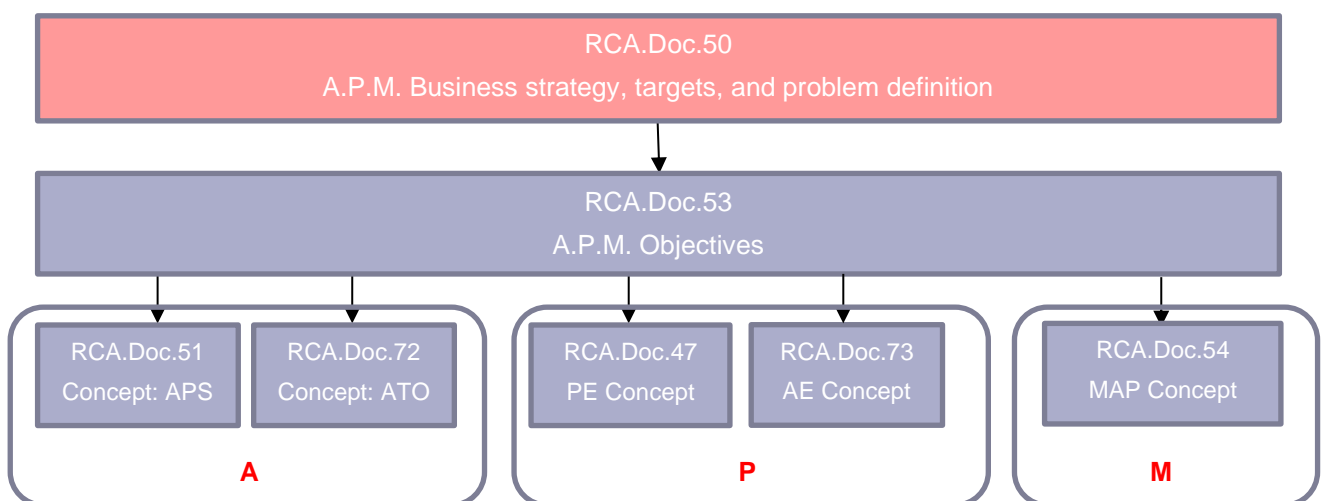 RCA.Doc.50
A.P.M. Business strategy, targets, and problem definition
RCA.Doc.53
A.P.M. Objectives
RCA.Doc.51
Concept: APS
RCA.Doc.72
Concept: ATO
A
RCA.Doc.47
PE Concept
RCA.Doc.73
AE Concept
P
RCA.Doc.54
MAP Concept
M